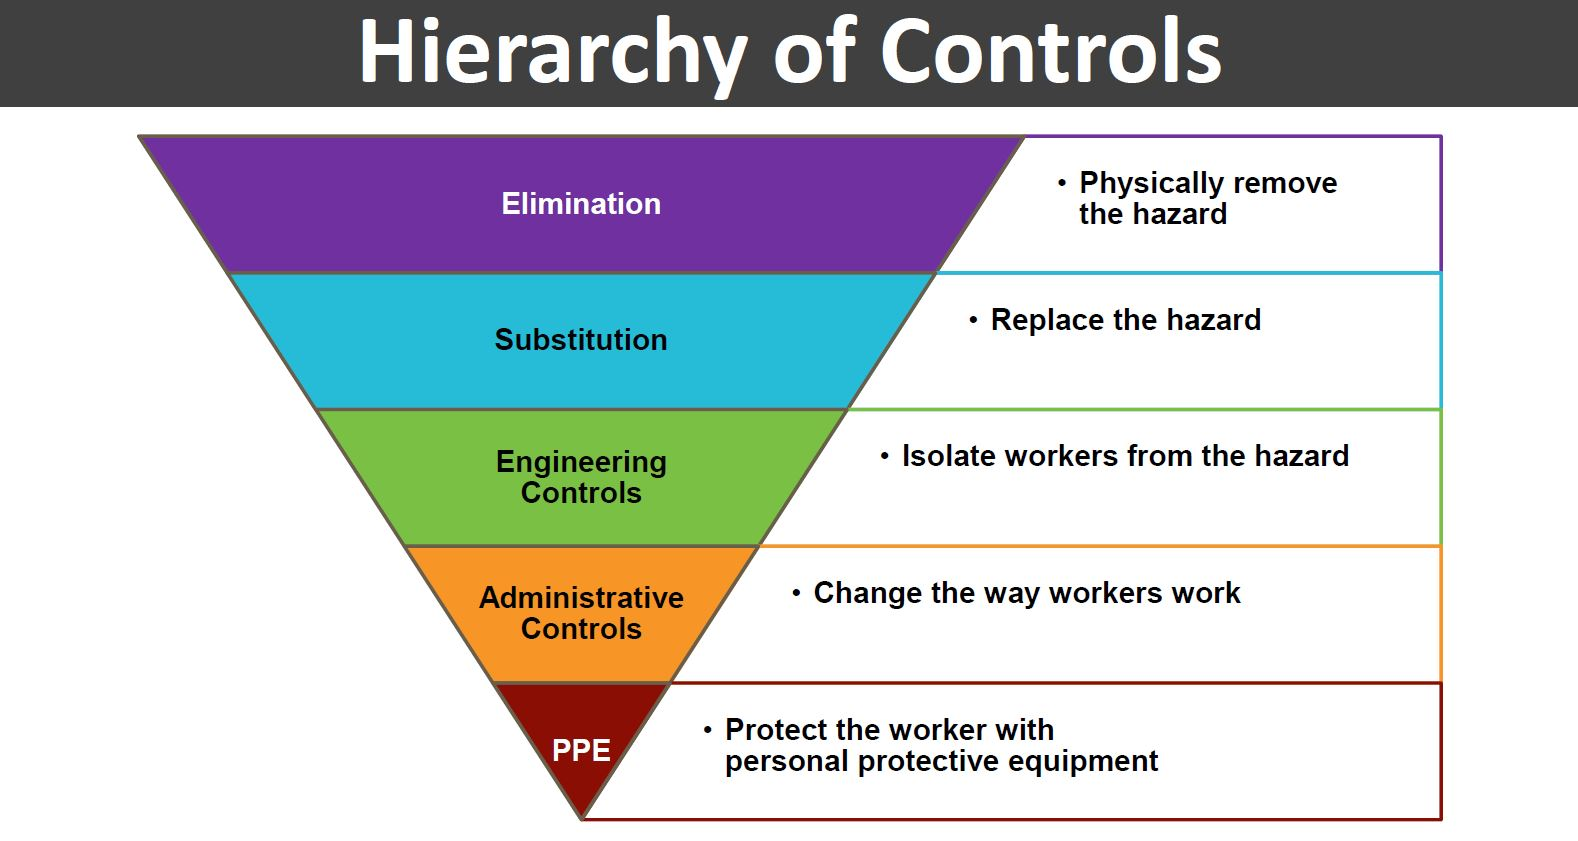 Hierarchy of Controls
Elimination
• Physically remove
the hazard
Substitution
• Replace the hazard
Engineering
Controls
• Isolate workers from the hazard
Administrative
Controls
• Change the way workers work
PPE
• Protect the worker with
personal protective equipment